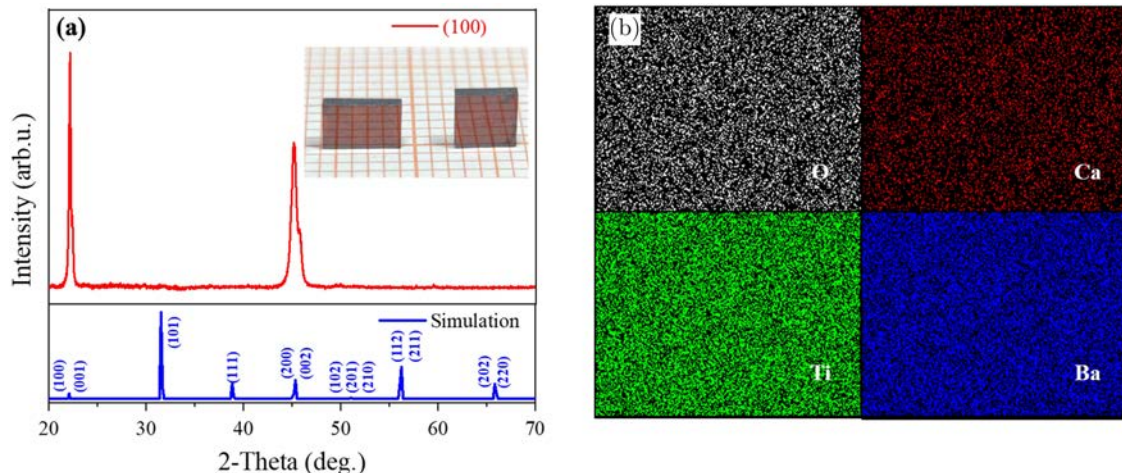 (a)
(100)
Intensity (arb.u.)
Simulation
(100)
(001)
(101)
(111)
(200)
(002)
(102)
(201)
(210)
(112)
(211)
(202)
(220)
20 30 40 50 60 70
2-Theta (deg.)
(b)
O
Ca
Ti
Ba